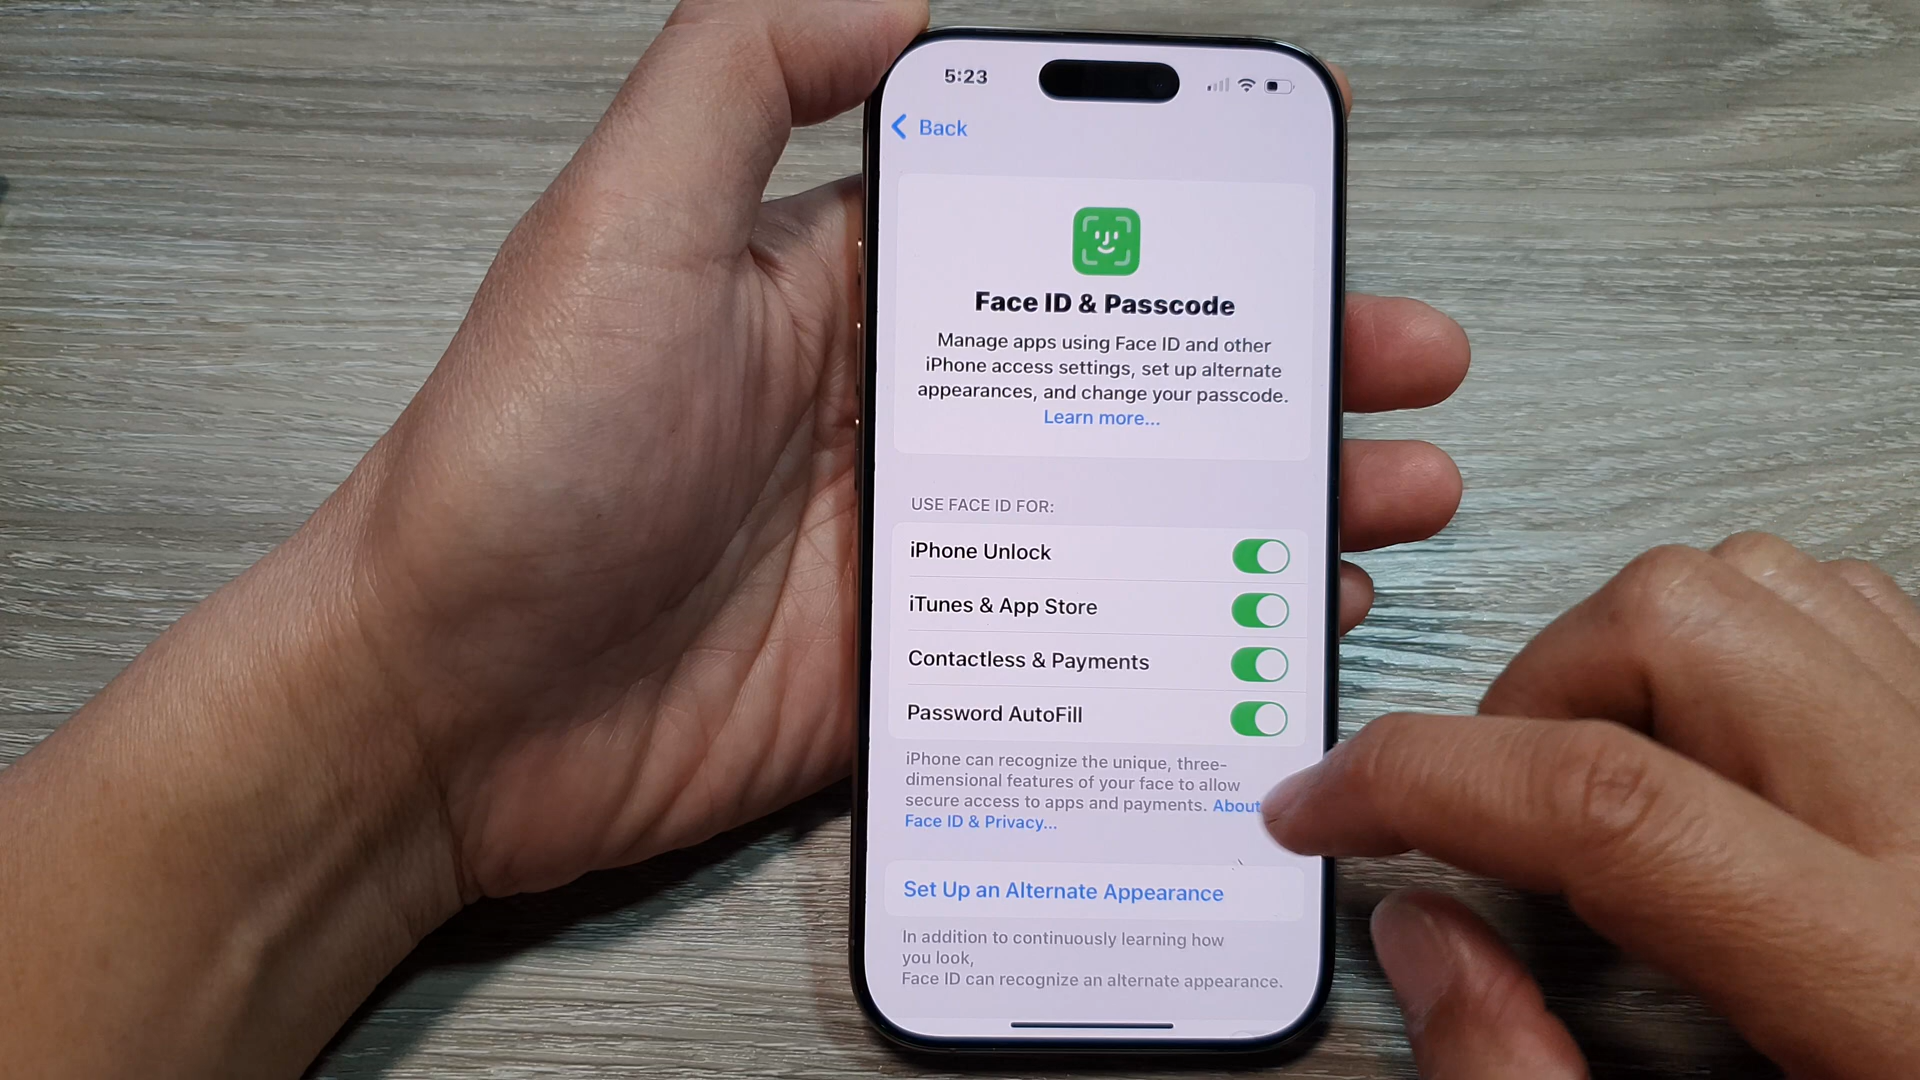 5:23
Back
Face ID & Passcode
Manage apps using Face ID and other
iPhone access settings, set up alternate
appearances, and change your passcode.
Learn more...
USE FACE ID FOR:
iPhone Unlock
iTunes & App Store
Contactless & Payments
Password AutoFill
iPhone can recognize the unique, three-
dimensional features of your face to allow
secure access to apps and payments. About
Face ID & Privacy...
Set Up an Alternate Appearance
In addition to continuously learning how
you look,
Face ID can recognize an alternate appearance.